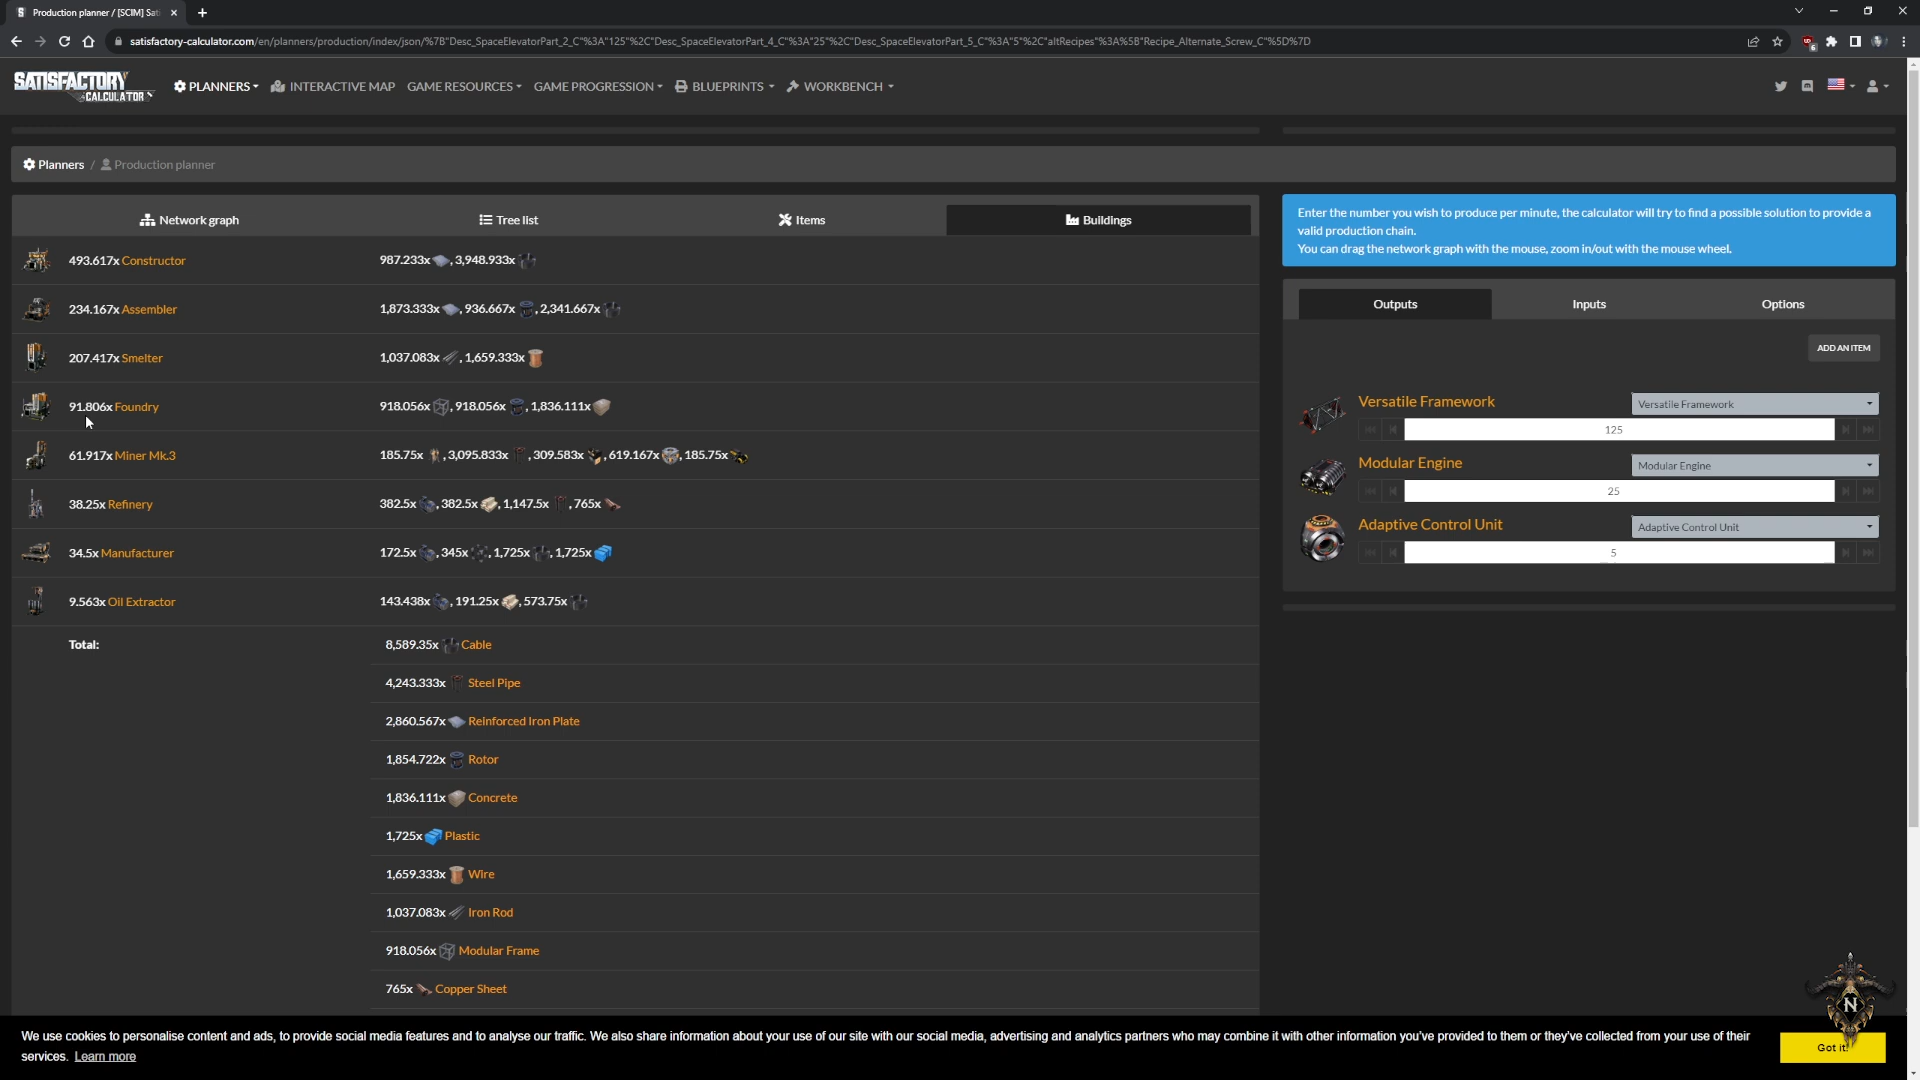 Production planner / [SCIM] Sati
satisfactory-calculator.com/en/planners/production/index/json/%7B"Desc_SpaceElevatorPart_2_C"%3A"125"%2C"Desc_SpaceElevatorPart_4_C"%3A"25"%2C"Desc_SpaceElevatorPart_5_C"%3A"5"%2C"altRecipes"%3A%5B"Recipe_Alternate_Screw_C"%5D%7D
6
SATISFACTORY
CALCULATOR
PLANNERS
INTERACTIVE MAP
GAME RESOURCES
GAME PROGRESSION
BLUEPRINTS
WORKBENCH
Planners / Production planner
Network graph
Tree list
Items
Buildings
493.617x Constructor 987.233x , 3,948.933x
234.167x Assembler 1,873.333x , 936.667x , 2,341.667x
207.417x Smelter 1,037.083x , 1,659.333x
91.806x Foundry 918.056x , 918.056x , 1,836.111x
61.917x Miner Mk.3 185.75x , 3,095.833x , 309.583x , 619.167x , 185.75x
38.25x Refinery 382.5x , 382.5x , 1,147.5x , 765x
34.5x Manufacturer 172.5x , 345x , 1,725x , 1,725x
9.563x Oil Extractor 143.438x , 191.25x , 573.75x
Total: 8,589.35x Cable
4,243.333x Steel Pipe
2,860.567x Reinforced Iron Plate
1,854.722x Rotor
1,836.111x Concrete
1,725x Plastic
1,659.333x Wire
1,037.083x Iron Rod
918.056x Modular Frame
765x Copper Sheet
Enter the number you wish to produce per minute, the calculator will try to find a possible solution to provide a
valid production chain.
You can drag the network graph with the mouse, zoom in/out with the mouse wheel.
Outputs
Inputs
Options
ADD AN ITEM
Versatile Framework Versatile Framework
125
Modular Engine Modular Engine
25
Adaptive Control Unit Adaptive Control Unit
5
N
We use cookies to personalise content and ads, to provide social media features and to analyse our traffic. We also share information about your use of our site with our social media, advertising and analytics partners who may combine it with other information you've provided to them or they've collected from your use of their
services. Learn more
Got it!